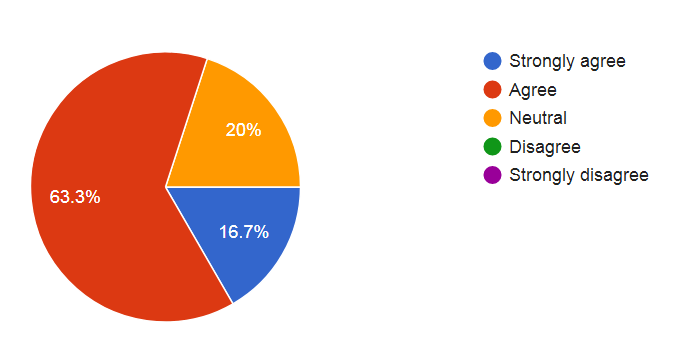 Strongly agree
Agree
Neutral
Disagree
Strongly disagree
20%
63.3%
16.7%